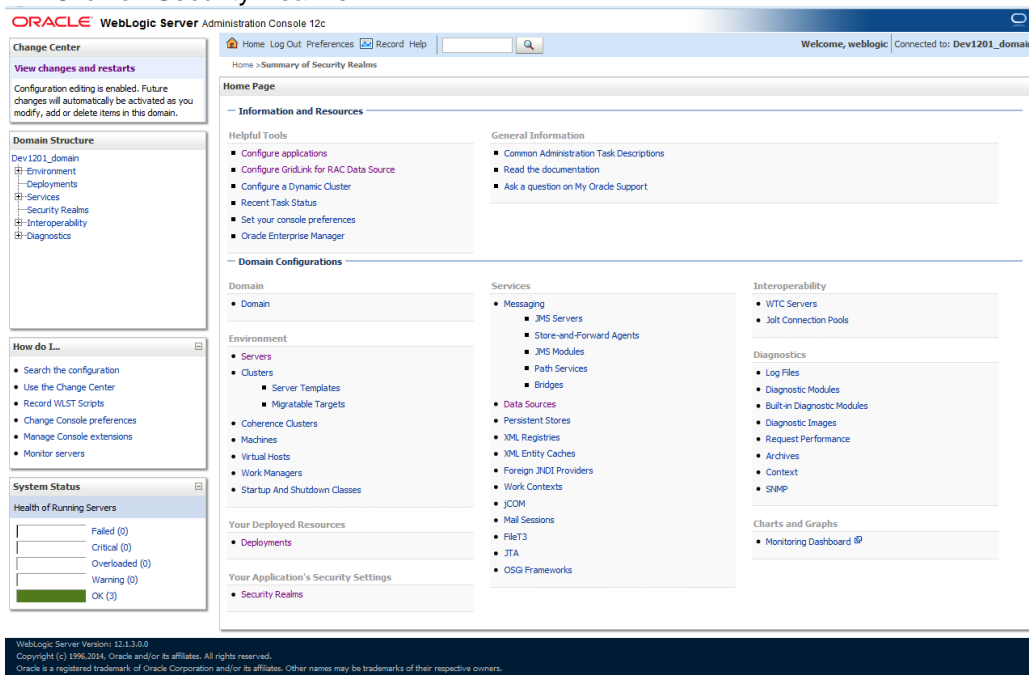 ORACLE WebLogic Server Administration Console 12c
Change Center
View changes and restarts
Configuration editing is enabled. Future
changes will automatically be activated as you
modify, add or delete items in this domain.
Domain Structure
Dev1201_domain
Environment
Deployments
Services
Security Realms
Interoperability
Diagnostics
How do I...
Search the configuration
Use the Change Center
Record WLST Scripts
Change Console preferences
Manage Console extensions
Monitor servers
System Status
Health of Running Servers
Failed (0)
Critical (0)
Overloaded (0)
Warning (0)
OK (3)
Home Log Out Preferences Record Help
Welcome, weblogic Connected to: Dev1201_domain
Home >Summary of Security Realms
Home Page
Information and Resources
Helpful Tools
Configure applications
Configure GridLink for RAC Data Source
Configure a Dynamic Cluster
Recent Task Status
Set your console preferences
Oracle Enterprise Manager
General Information
Common Administration Task Descriptions
Read the documentation
Ask a question on My Oracle Support
Domain Configurations
Domain
Domain
Environment
Servers
Clusters
Server Templates
Migratable Targets
Coherence Clusters
Machines
Virtual Hosts
Work Managers
Startup And Shutdown Classes
Your Deployed Resources
Deployments
Your Application's Security Settings
Security Realms
Services
Messaging
JMS Servers
Store-and-Forward Agents
JMS Modules
Path Services
Bridges
Data Sources
Persistent Stores
XML Registries
XML Entity Caches
Foreign JNDI Providers
Work Contexts
jCOM
Mail Sessions
FileT3
JTA
OSGi Frameworks
Interoperability
WTC Servers
Jolt Connection Pools
Diagnostics
Log Files
Diagnostic Modules
Built-in Diagnostic Modules
Diagnostic Images
Request Performance
Archives
Context
SNMP
Charts and Graphs
Monitoring Dashboard
WebLogic Server Version: 12.1.3.0.0
Copyright (c) 1996,2014, Oracle and/or its affiliates. All rights reserved.
Oracle is a registered trademark of Oracle Corporation and/or its affiliates. Other names may be trademarks of their respective owners.